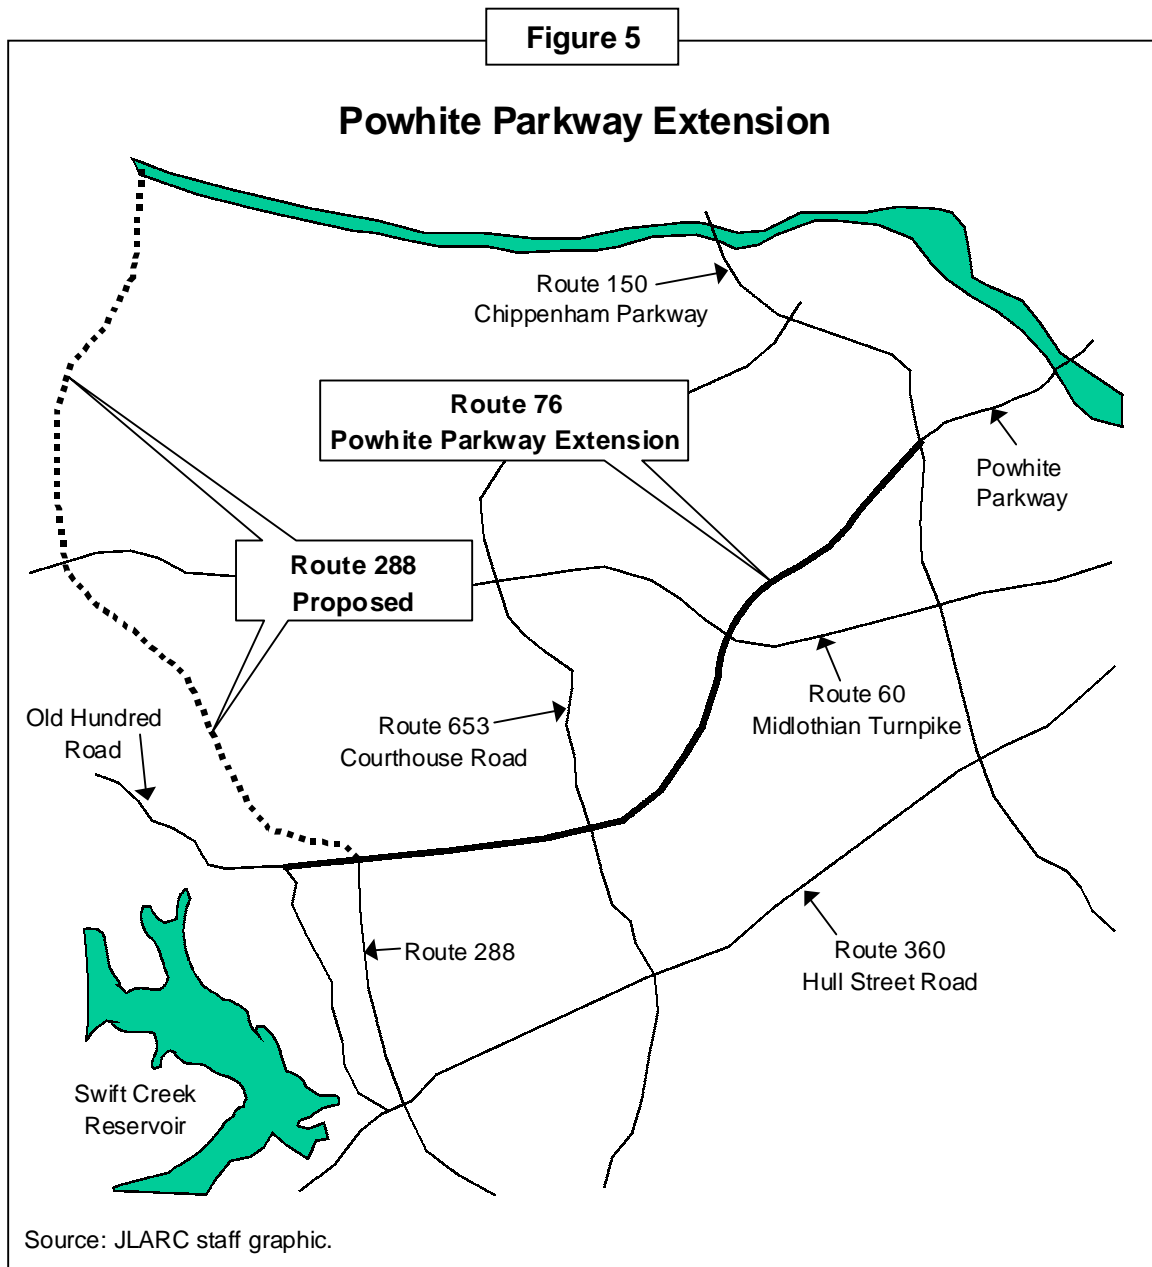 Figure 5
Powhite Parkway Extension
Route 150
Chippenham Parkway
Route 76
Powhite Parkway Extension
Powhite
Parkway
Route 288
Proposed
Route 60
Midlothian Turnpike
Old Hundred
Road
Route 653
Courthouse Road
Route 288
Route 360
Hull Street Road
Swift Creek
Reservoir
Source: JLARC staff graphic.